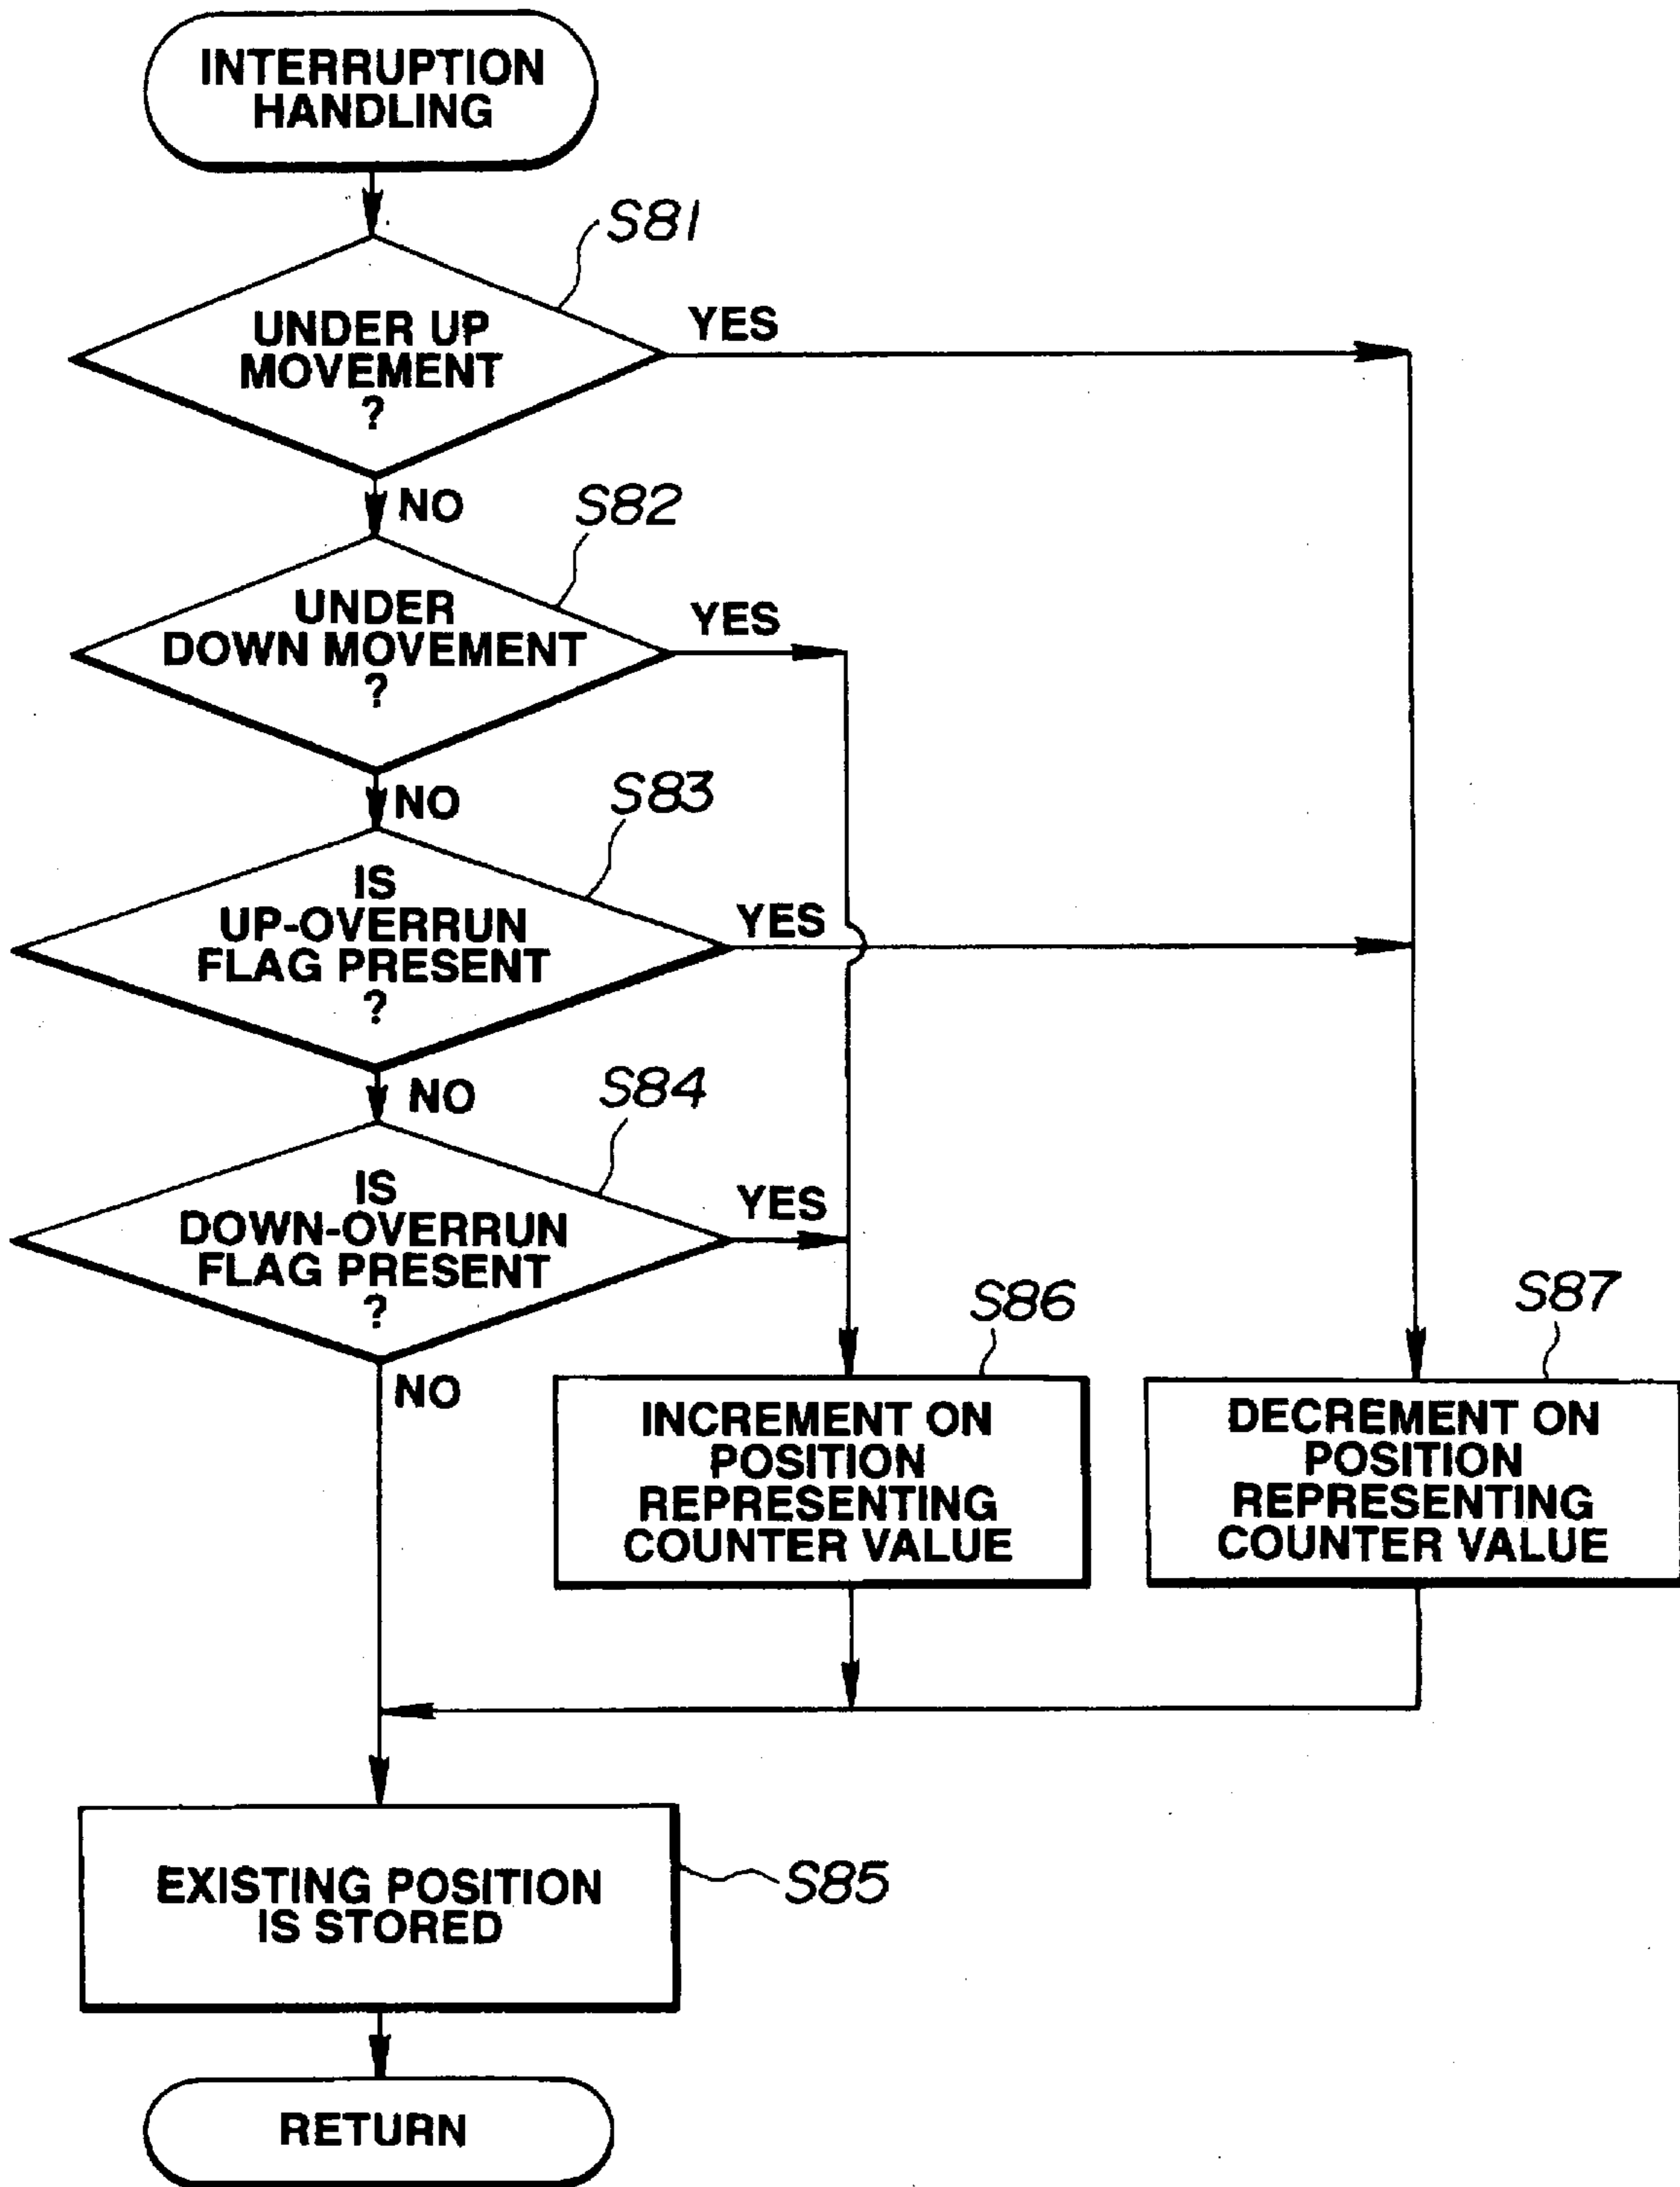 INTERRUPTION
HANDLING
S81
UNDER UP
MOVEMENT
?
YES
NO
S82
UNDER
DOWN MOVEMENT
?
YES
NO
S83
IS
UP-OVERRUN
FLAG PRESENT
?
YES
NO
S84
IS
DOWN-OVERRUN
FLAG PRESENT
?
YES
NO
S86
INCREMENT ON
POSITION
REPRESENTING
COUNTER VALUE
S87
DECREMENT ON
POSITION
REPRESENTING
COUNTER VALUE
EXISTING POSITION
IS STORED
S85
RETURN